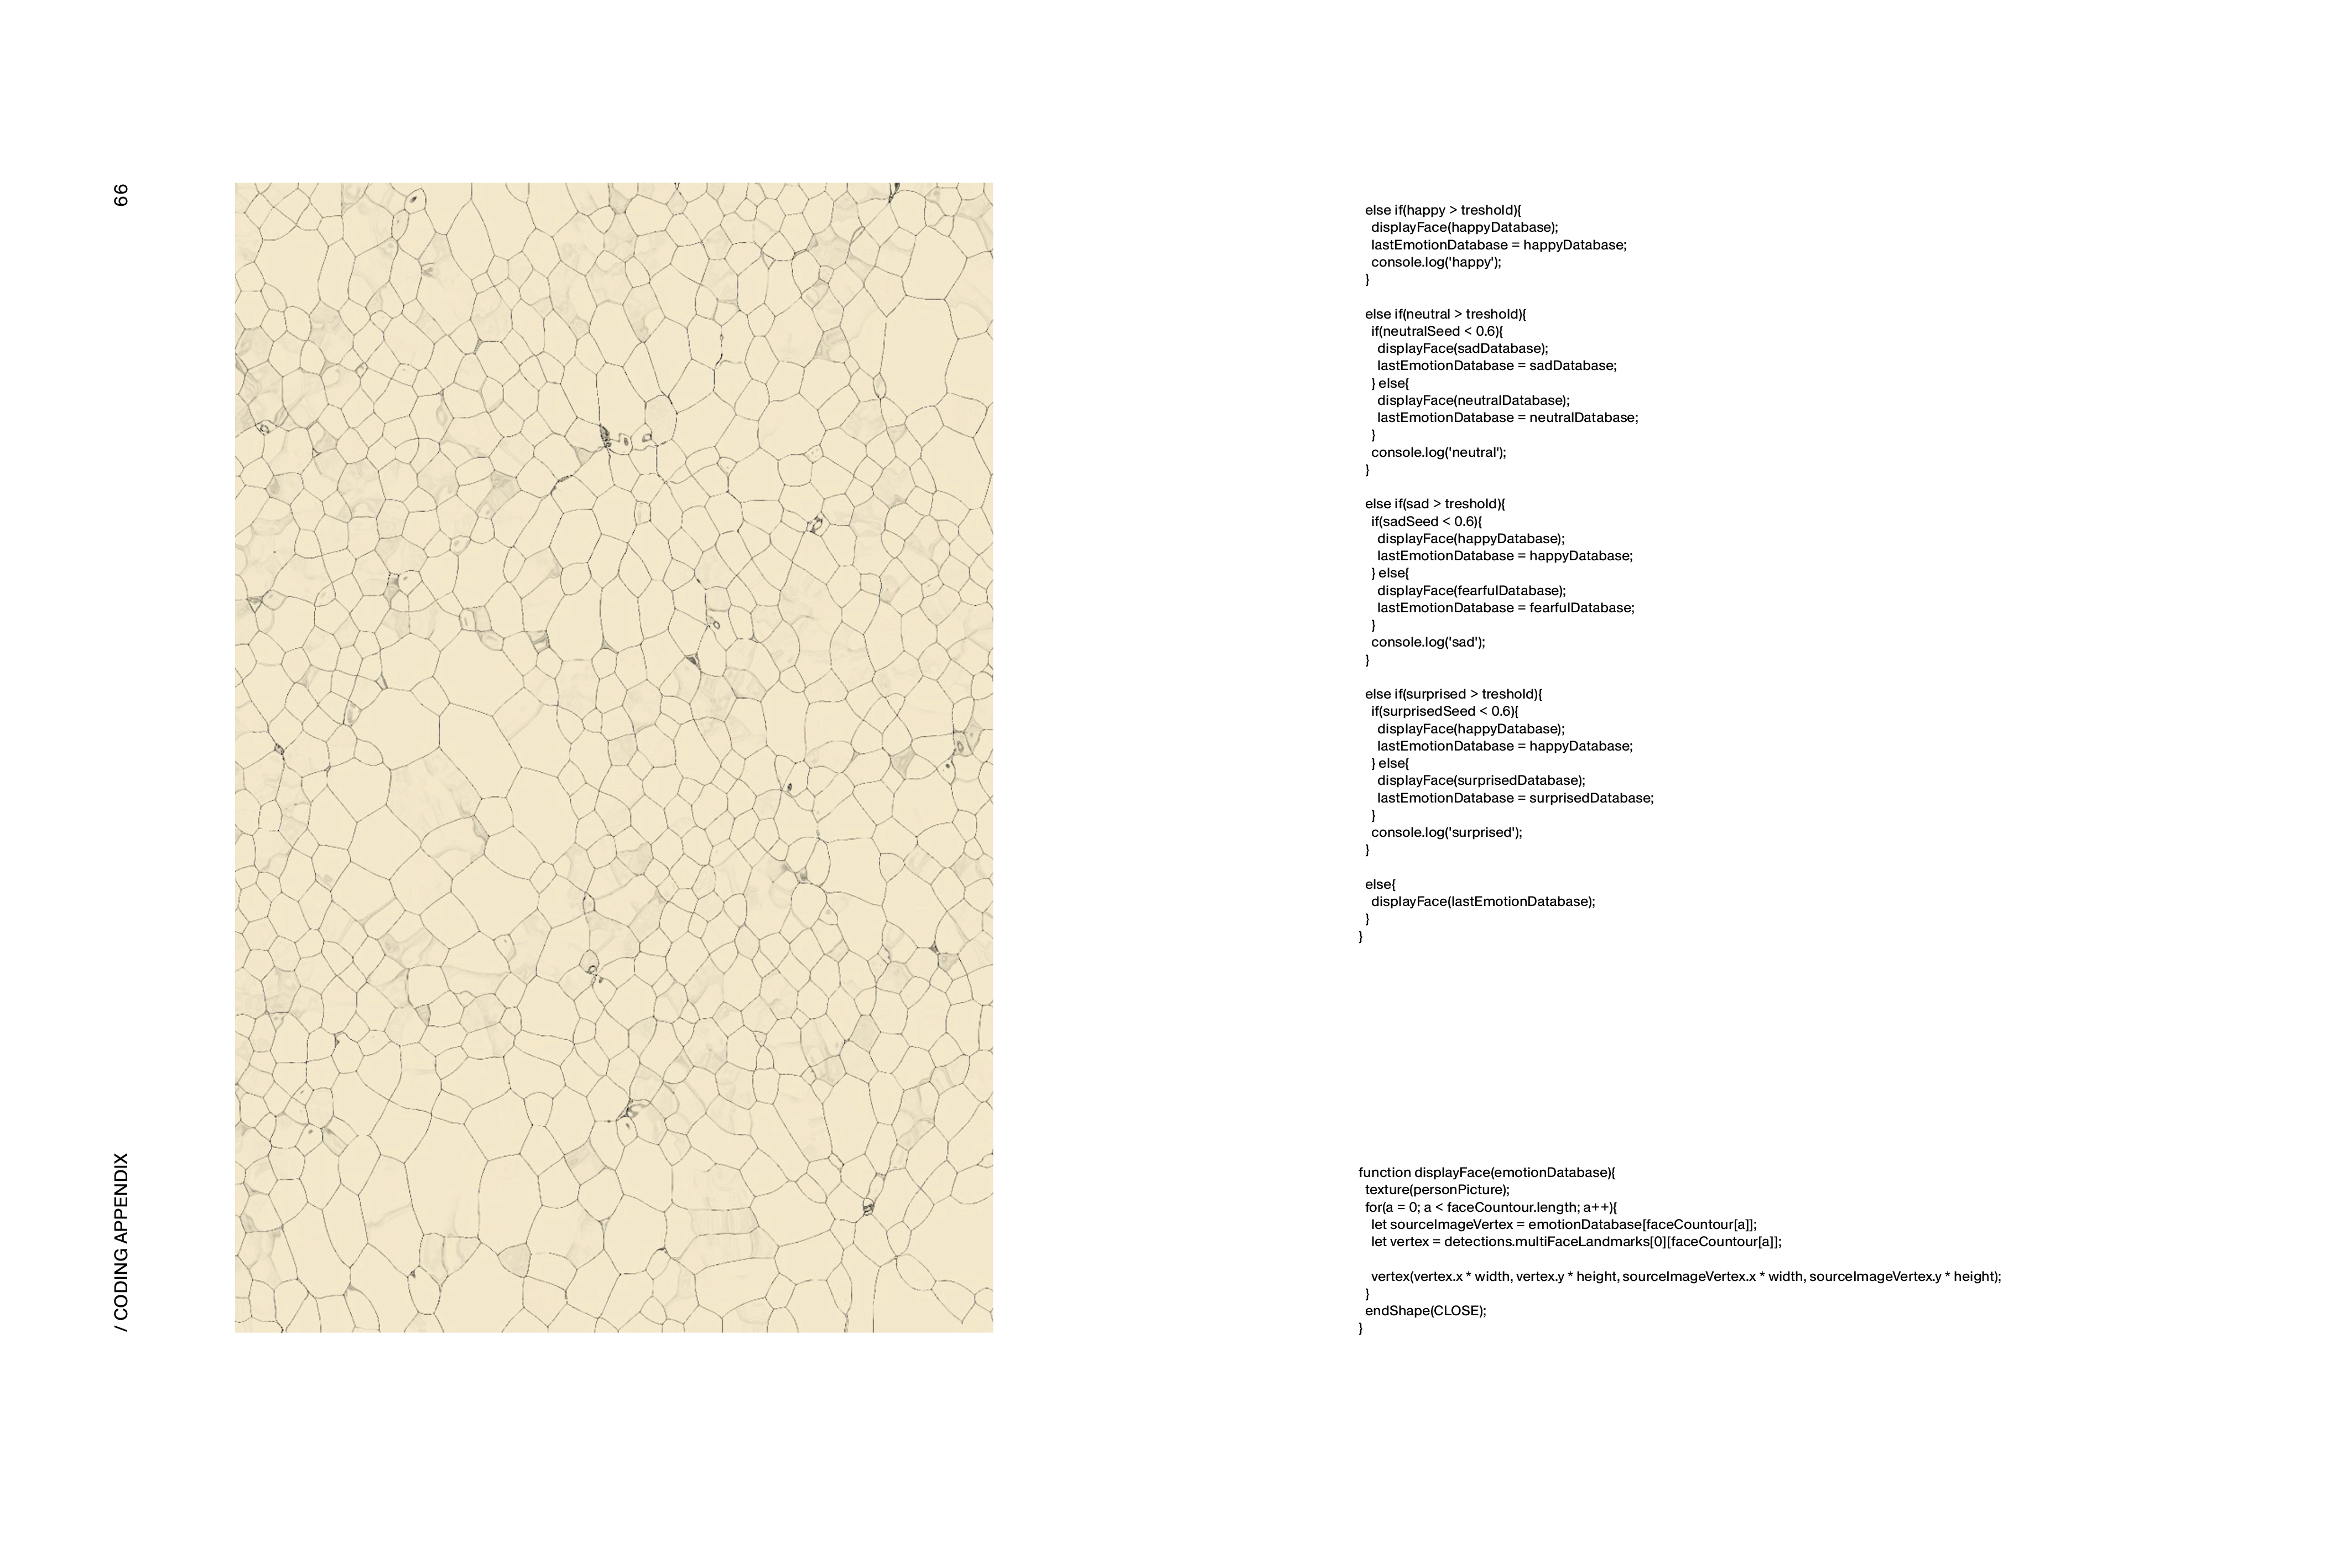 66
/ CODING APPENDIX
else if(happy > treshold){
displayFace(happyDatabase);
lastEmotionDatabase = happyDatabase;
console.log('happy');
}
else if(neutral > treshold){
if(neutralSeed < 0.6){
displayFace(sadDatabase);
lastEmotionDatabase = sadDatabase;
} else{
displayFace(neutralDatabase);
lastEmotionDatabase = neutralDatabase;
}
console.log('neutral');
}
else if(sad > treshold){
if(sadSeed < 0.6){
displayFace(happyDatabase);
lastEmotionDatabase = happyDatabase;
} else{
displayFace(fearfulDatabase);
lastEmotionDatabase = fearfulDatabase;
}
console.log('sad');
}
else if(surprised > treshold){
if(surprisedSeed < 0.6){
displayFace(happyDatabase);
lastEmotionDatabase = happyDatabase;
} else{
displayFace(surprisedDatabase);
lastEmotionDatabase = surprisedDatabase;
}
console.log('surprised');
}
else{
displayFace(lastEmotionDatabase);
}
}
function displayFace(emotionDatabase){
texture(personPicture);
for(a = 0; a < faceCountour.length; a++){
let sourceImageVertex = emotionDatabase[faceCountour[a]];
let vertex = detections.multiFaceLandmarks[0][faceCountour[a]];
vertex(vertex.x * width, vertex.y * height, sourceImageVertex.x * width, sourceImageVertex.y * height);
}
endShape(CLOSE);
}